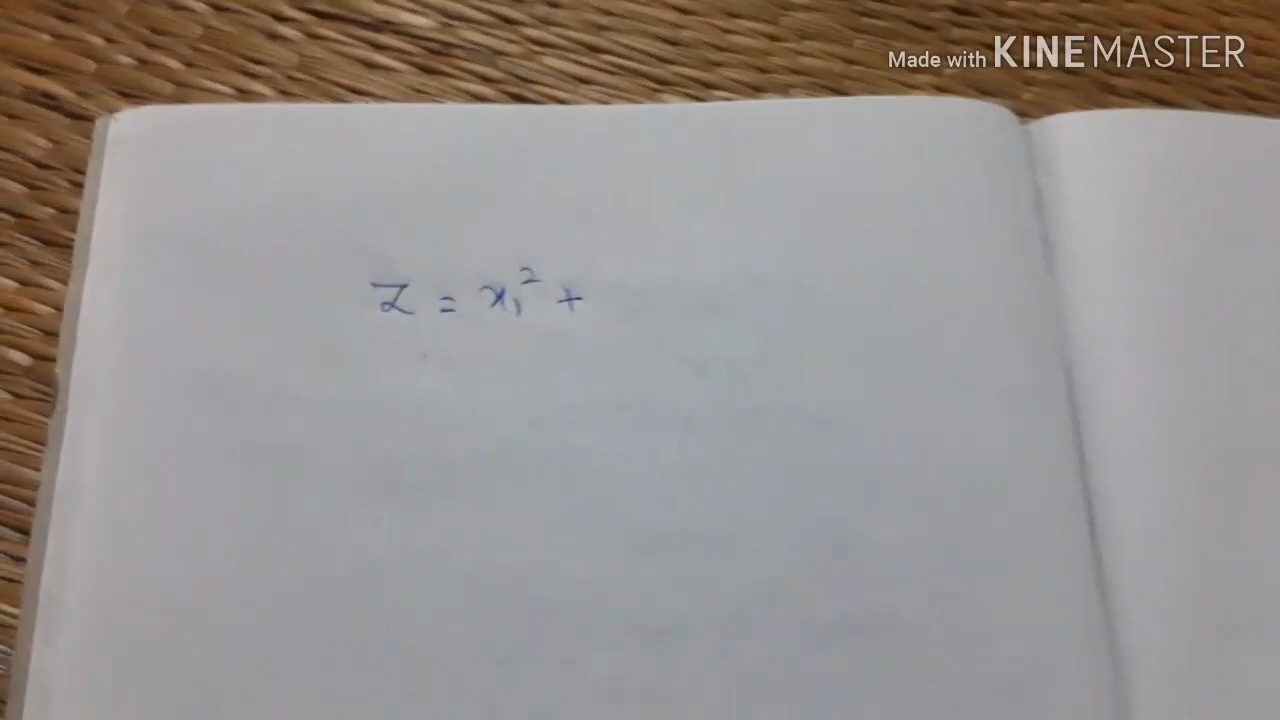 Made with KINEMASTER
Z = x₁² +